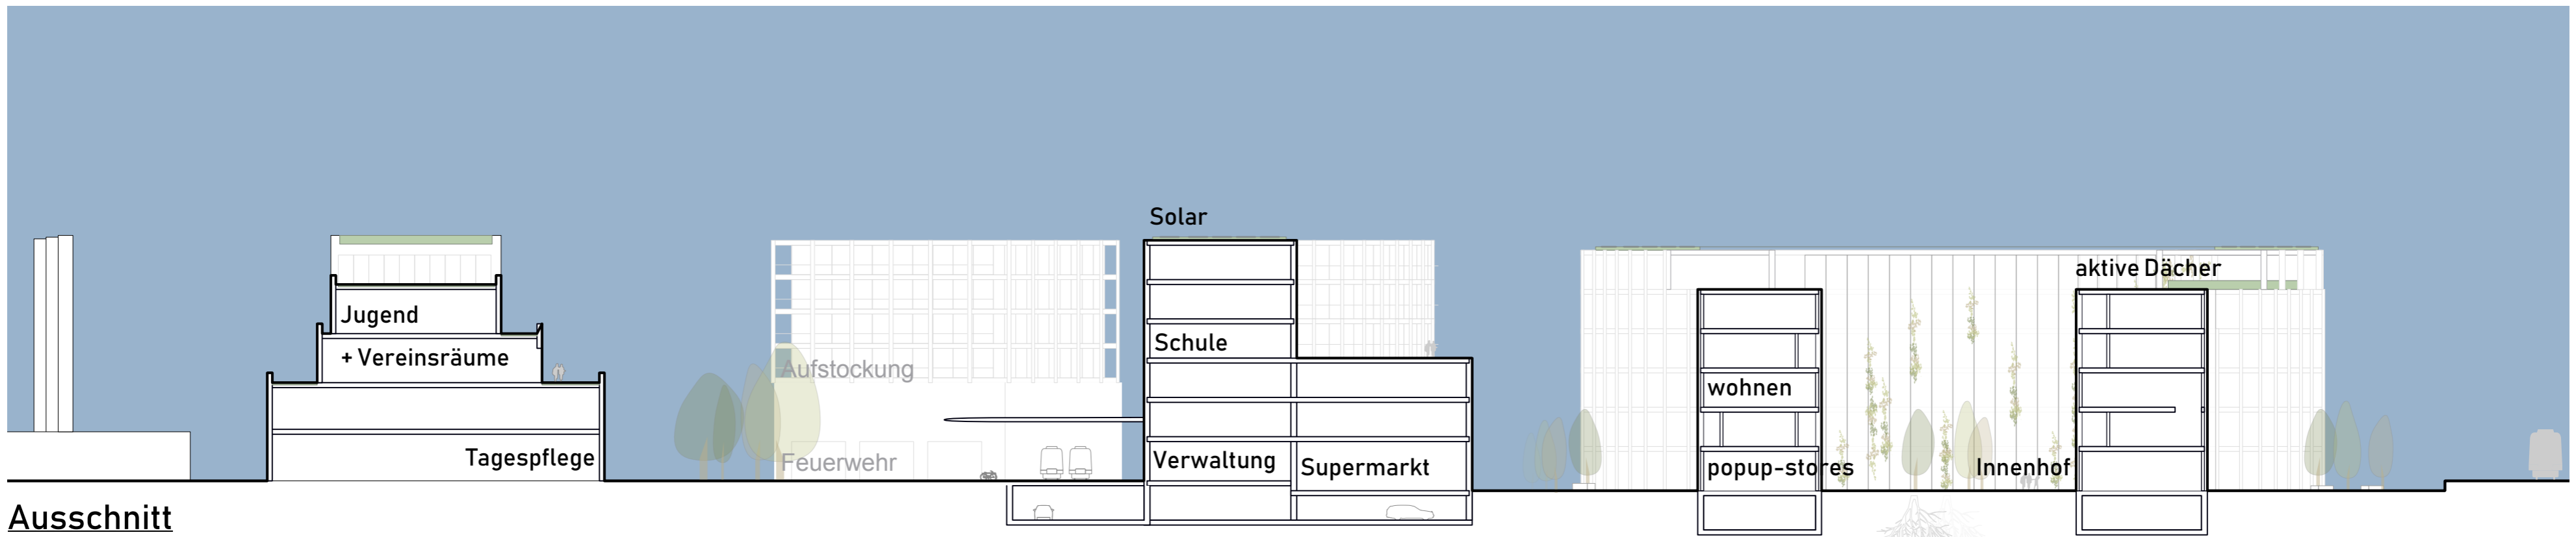 Solar
aktive Dächer
Jugend
+ Vereinsräume
Schule
Aufstockung
wohnen
Tagespflege
Feuerwehr
Verwaltung
Supermarkt
popup-stores
Innenhof
Ausschnitt